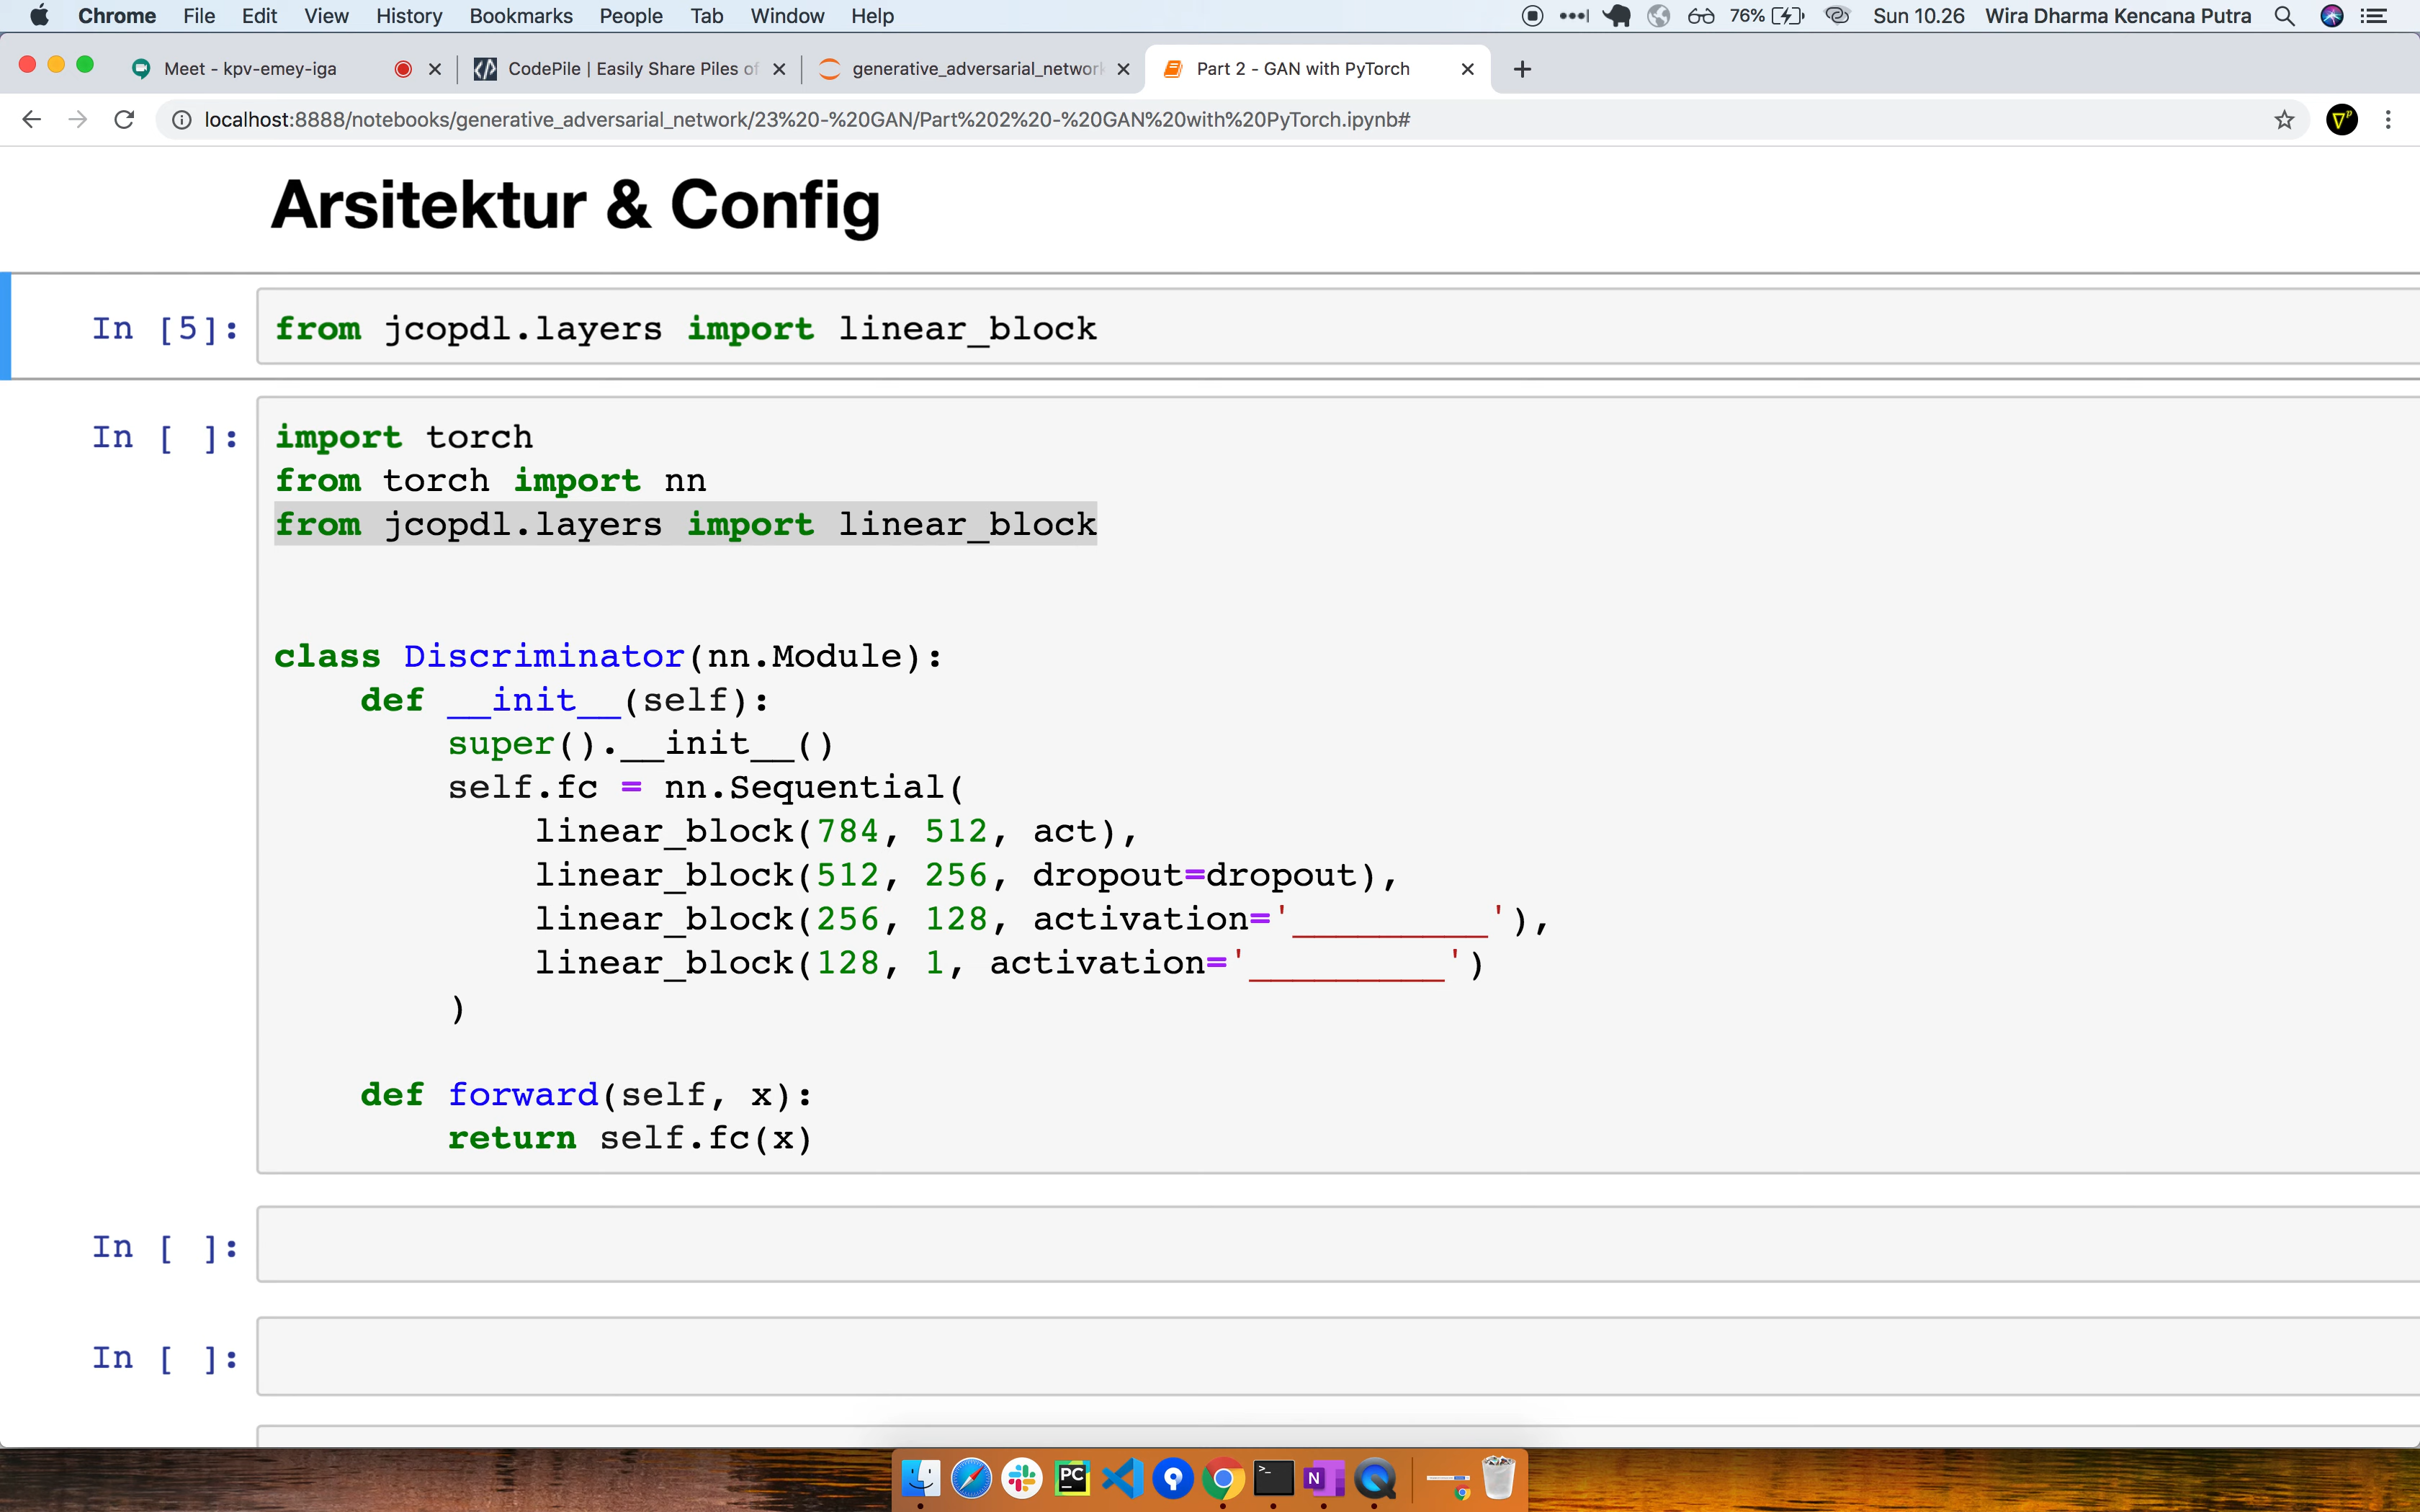 Chrome File Edit View History Bookmarks People Tab Window Help 76% Sun 10.26 Wira Dharma Kencana Putra
Meet - kpv-emey-iga CodePile | Easily Share Piles of generative_adversarial_network Part 2 - GAN with PyTorch
localhost:8888/notebooks/generative_adversarial_network/23%20-%20GAN/Part%202%20-%20GAN%20with%20PyTorch.ipynb#
Arsitektur & Config
In [5]: from jcopdl.layers import linear_block
In [ ]: import torch
from torch import nn
from jcopdl.layers import linear_block
class Discriminator(nn.Module):
def __init__(self):
super().__init__()
self.fc = nn.Sequential(
linear_block(784, 512, act),
linear_block(512, 256, dropout=dropout),
linear_block(256, 128, activation='_________'),
linear_block(128, 1, activation='_________')
)
def forward(self, x):
return self.fc(x)
In [ ]:
In [ ]: